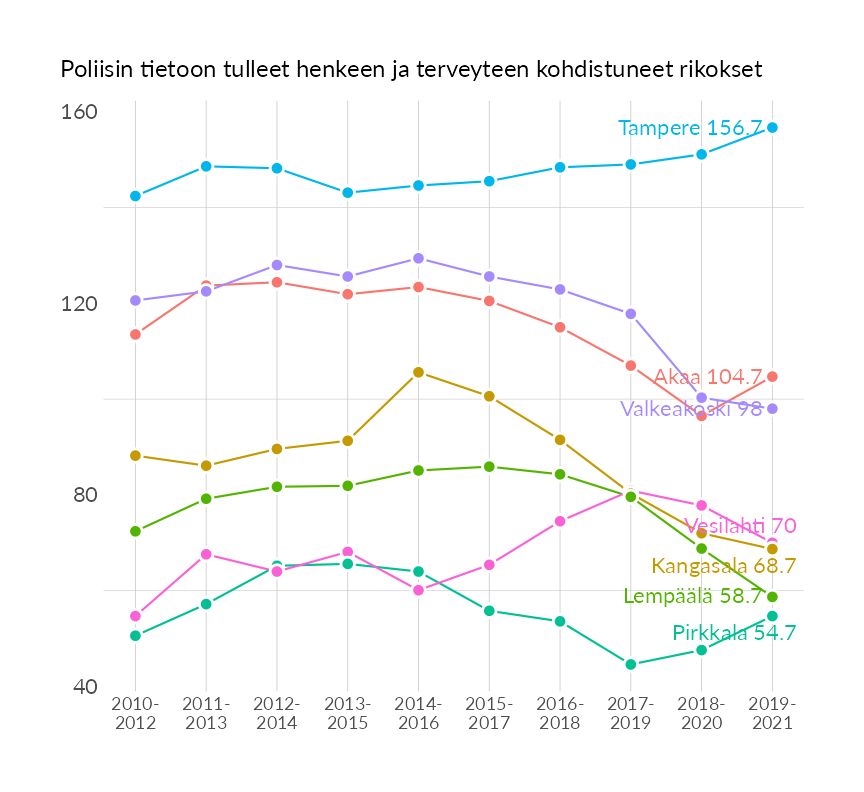 Poliisin tietoon tulleet henkeen ja terveyteen kohdistuneet rikokset
160
Tampere 156.7
120
Akaa 104.7
Valkeakoski 98
80
Vesilahti 70
Kangasala 68.7
Lempäälä 58.7
Pirkkala 54.7
40
2010- 2011- 2012- 2013- 2014- 2015- 2016- 2017- 2018- 2019-
2012 2013 2014 2015 2016 2017 2018 2019 2020 2021